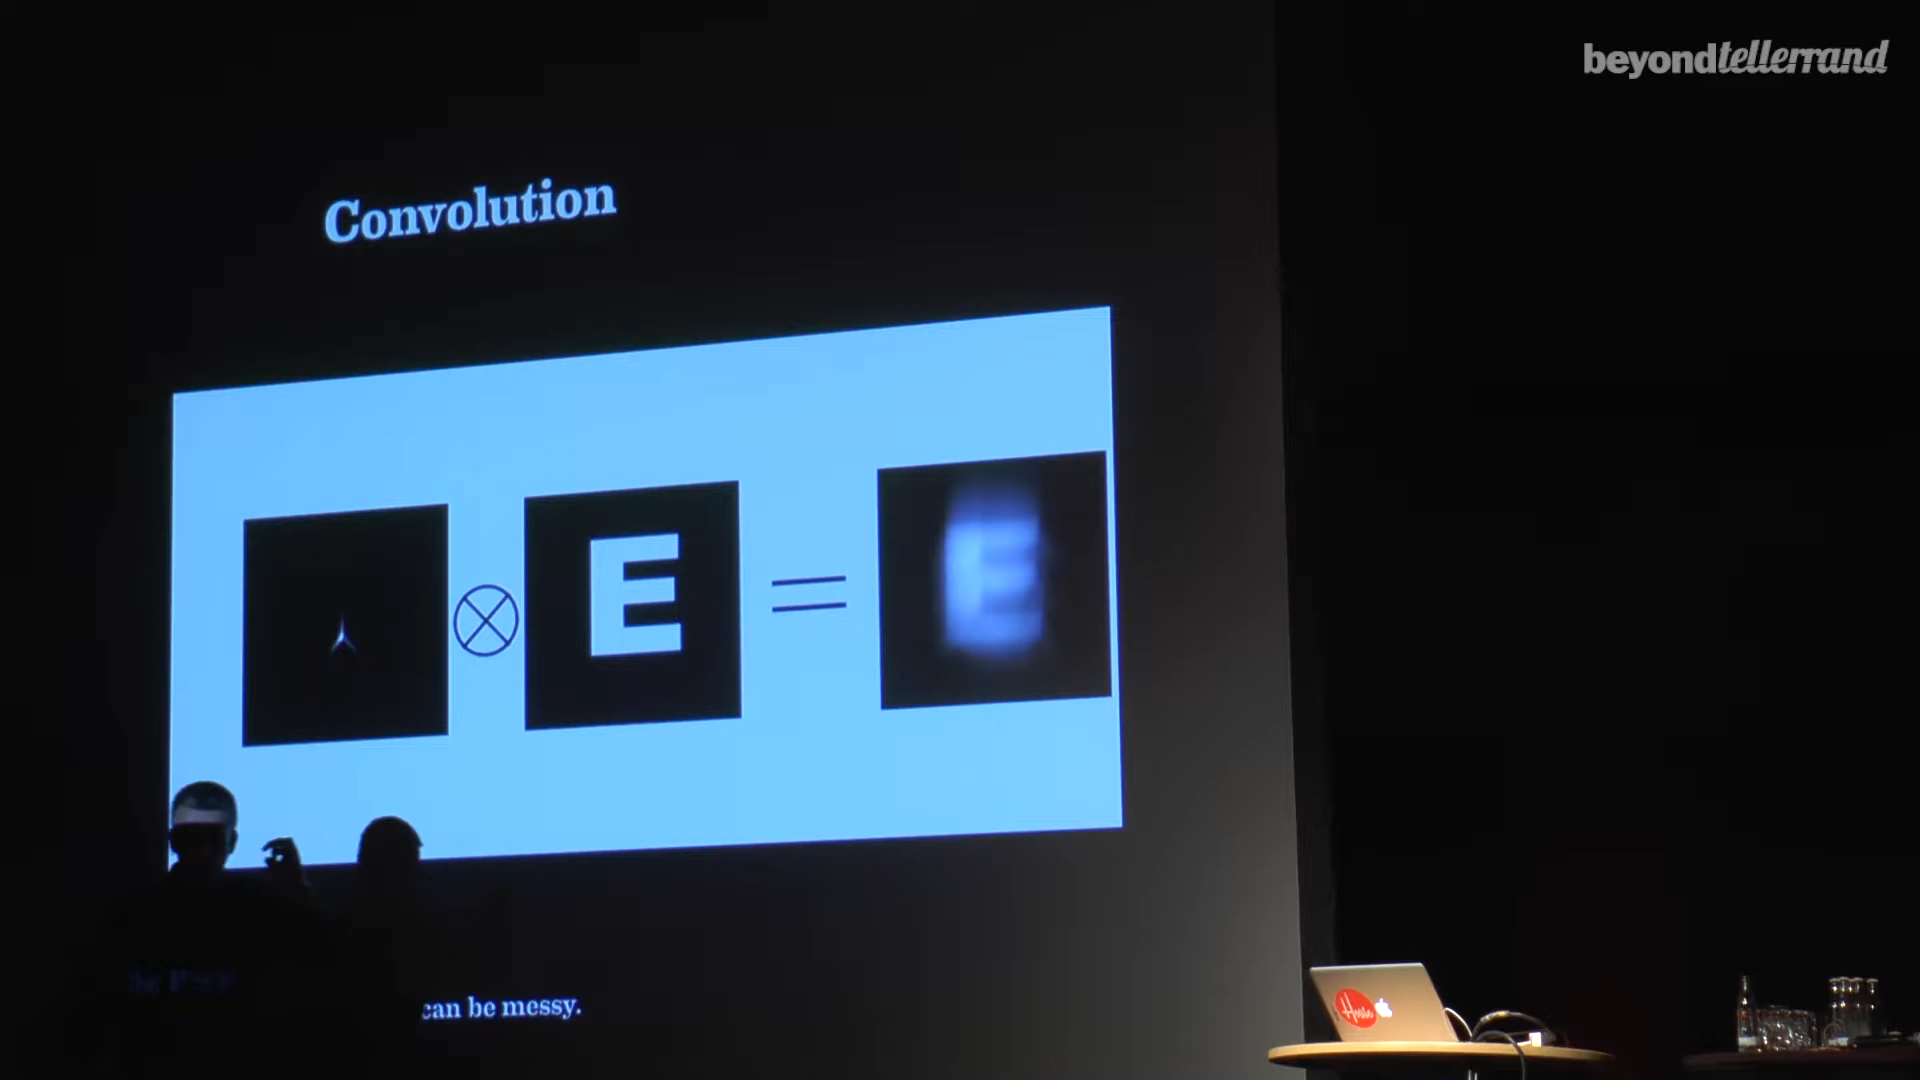 beyondtellerrand
Convolution
E
E
can be messy.